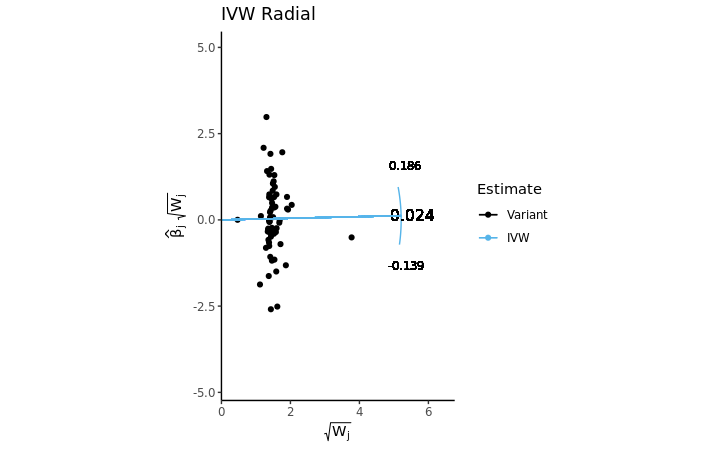 IVW Radial
5.0
2.5
0.0
-2.5
-5.0
β̂j √Wj
0.186
0.024
-0.139
0
2
4
6
√Wj
Estimate
Variant
IVW